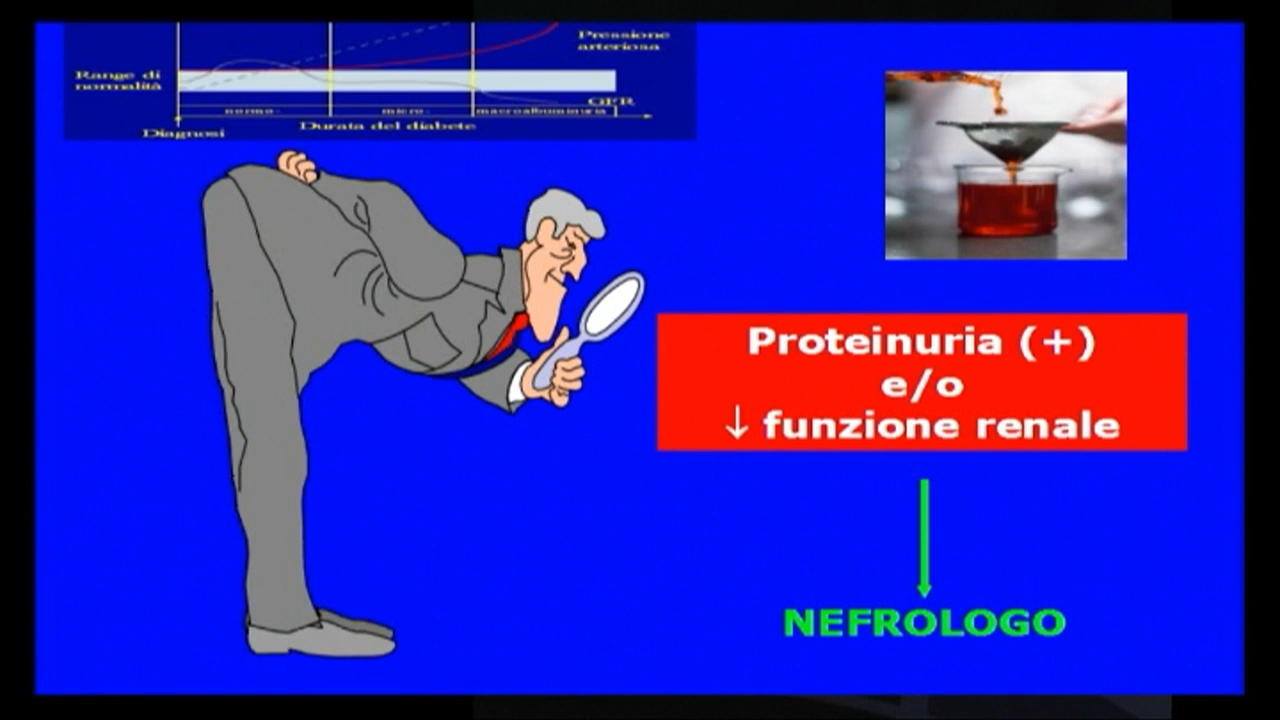 Pressione
arteriosa
Range di
normalità
GFR
normo-
micro-
macroalbuminuria
Diagnosi
Durata del diabete
Proteinuria (+)
e/o
↓ funzione renale
NEFROLOGO